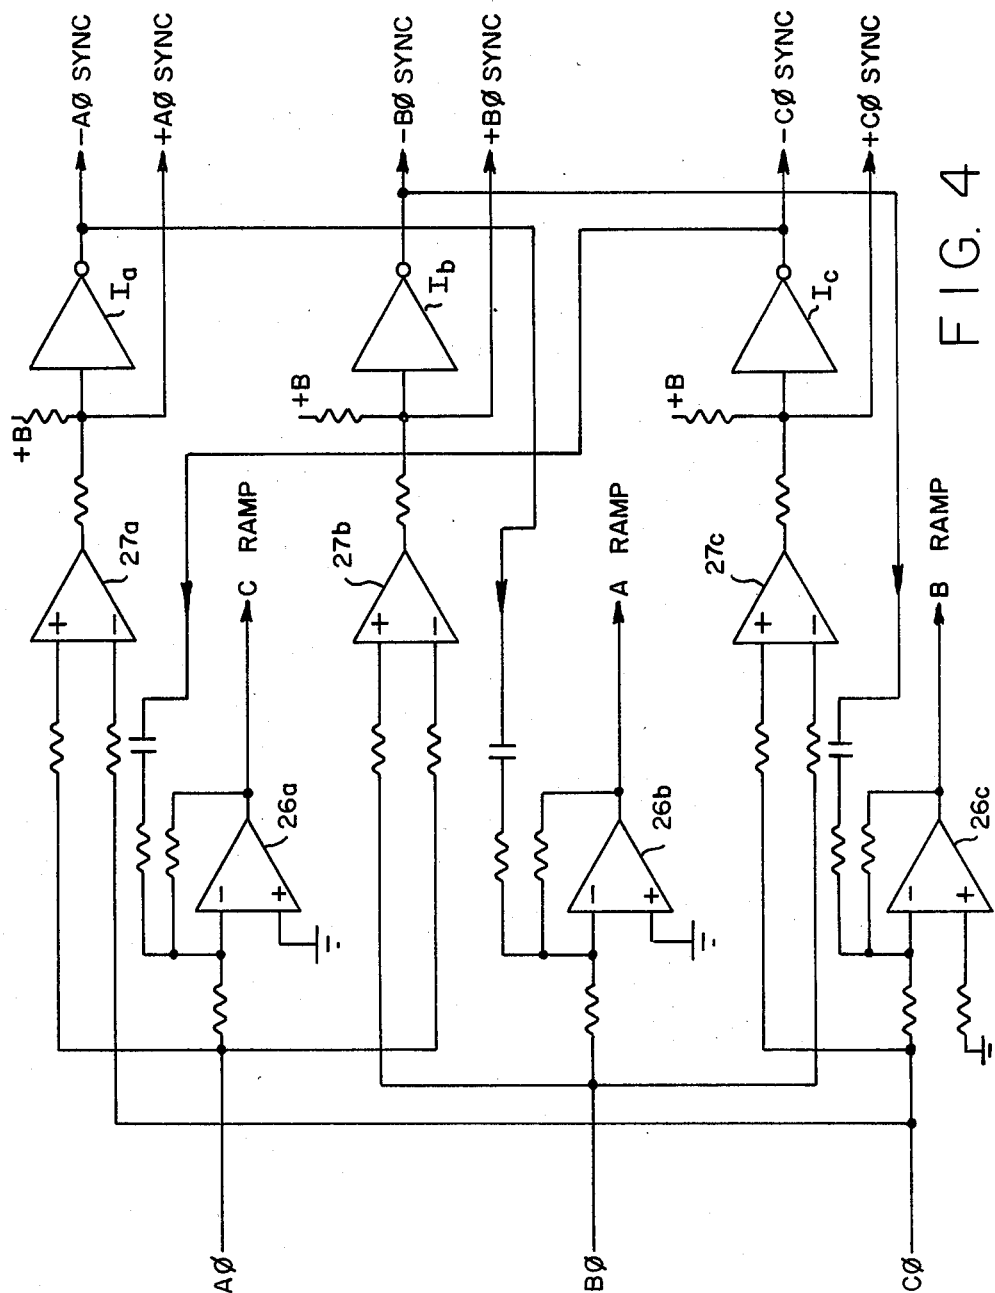 -AØ SYNC
+AØ SYNC
-BØ SYNC
+BØ SYNC
-CØ SYNC
+CØ SYNC
Ia
Ib
Ic
+B
+B
+B
27a
27b
27c
+
-
+
-
+
-
C RAMP
A RAMP
B RAMP
26a
26b
26c
-
+
-
+
-
+
AØ
BØ
CØ
FIG. 4